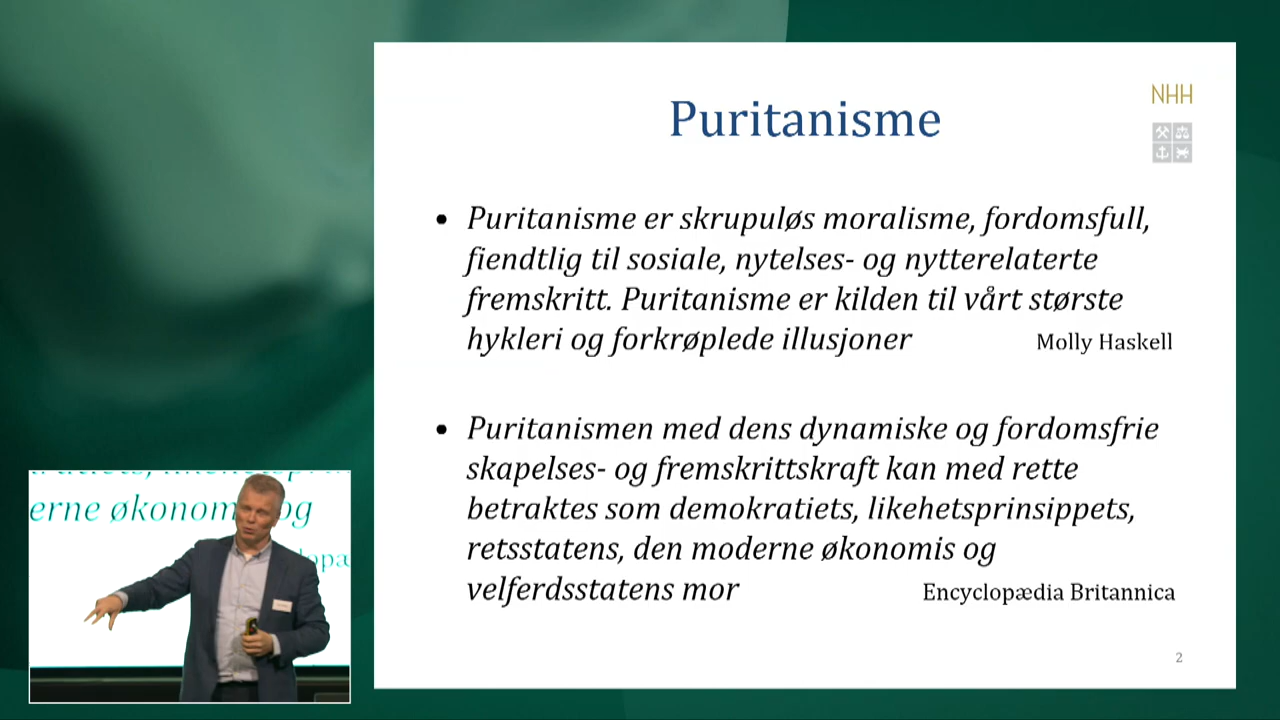 Puritanisme
NHH
Puritanisme er skrupuløs moralisme, fordomsfull,
fiendtlig til sosiale, nytelses- og nytterelaterte
fremskritt. Puritanisme er kilden til vårt største
hykleri og forkrøplede illusjoner
Molly Haskell
Puritanismen med dens dynamiske og fordomsfrie
skapelses- og fremskrittskraft kan med rette
betraktes som demokratiets, likehetsprinsippets,
retsstatens, den moderne økonomis og
velferdsstatens mor
Encyclopædia Britannica
2
erne økonom og